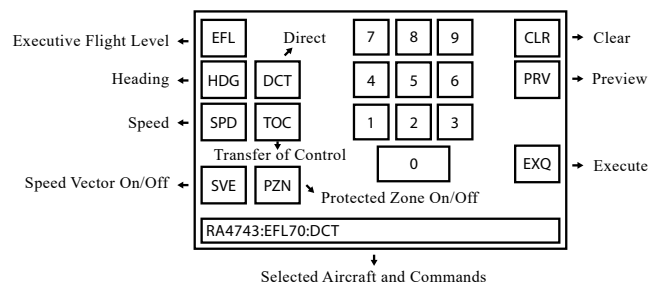 Executive Flight Level EFL Direct 7 8 9 CLR Clear
Heading HDG DCT 4 5 6 PRV Preview
Speed SPD TOC 1 2 3
Transfer of Control 0 EXQ Execute
Speed Vector On/Off SVE PZN Protected Zone On/Off
RA4743:EFL70:DCT
Selected Aircraft and Commands